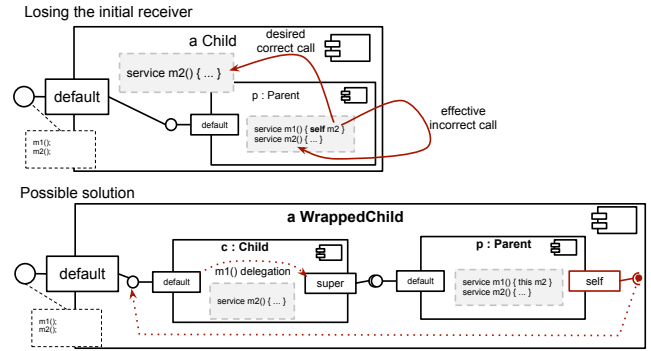 Losing the initial receiver
desired
correct call
a Child
service m2() { ... }
default
p : Parent
default
service m1() { self m2 }
service m2() { ... }
effective
incorrect call
m1();
m2();
Possible solution
a WrappedChild
c : Child
p : Parent
default
default
m1() delegation
service m2() { ... }
super
default
service m1() { this m2 }
service m2() { ... }
self
m1();
m2();